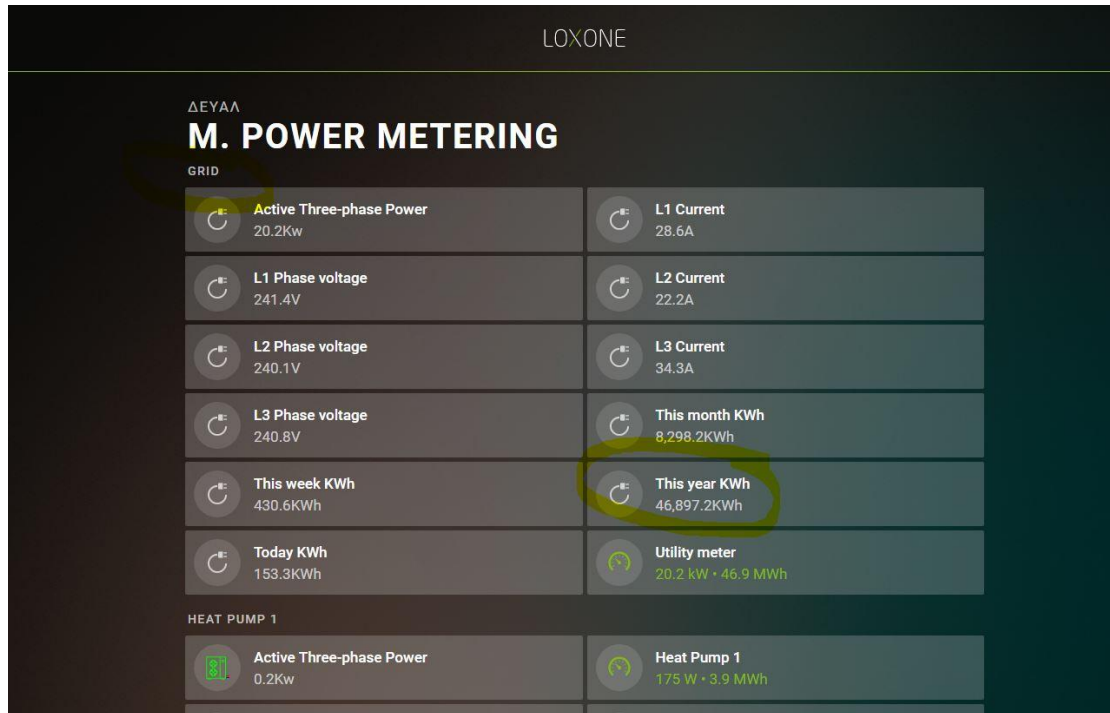 LOXONE
ΔΕΥΑΛ
M. POWER METERING
GRID
Active Three-phase Power
20.2Kw
L1 Current
28.6A
L1 Phase voltage
241.4V
L2 Current
22.2A
L2 Phase voltage
240.1V
L3 Current
34.3A
L3 Phase voltage
240.8V
This month KWh
8,298.2KWh
This week KWh
430.6KWh
This year KWh
46,897.2KWh
Today KWh
153.3KWh
Utility meter
20.2 kW • 46.9 MWh
HEAT PUMP 1
Active Three-phase Power
0.2Kw
Heat Pump 1
175 W • 3.9 MWh